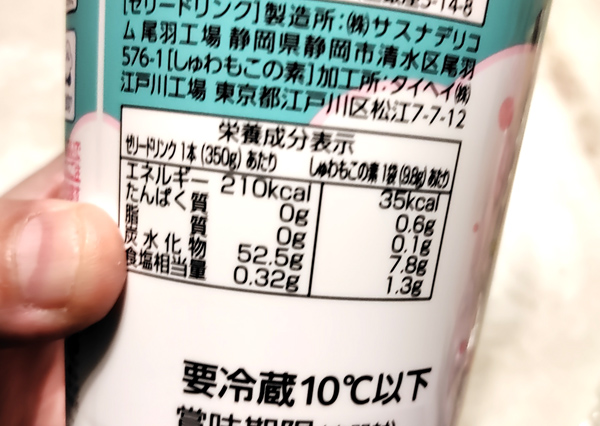 [ゼリードリンク]製造所:㈱サスナデリコ
ム尾羽工場 静岡県静岡市清水区尾羽
576-1[しゅわもこの素]加工所:タイヘイ㈱
江戸川工場 東京都江戸川区松江7-7-12
栄養成分表示
ゼリードリンク1本(350g)あたり しゅわもこの素1袋(9.8g)あたり
エネルギー 210kcal 35kcal
たんぱく質 0g 0.6g
脂質 0g 0.1g
炭水化物 52.5g 7.8g
食塩相当量 0.32g 1.3g
要冷蔵10℃以下
賞味期限